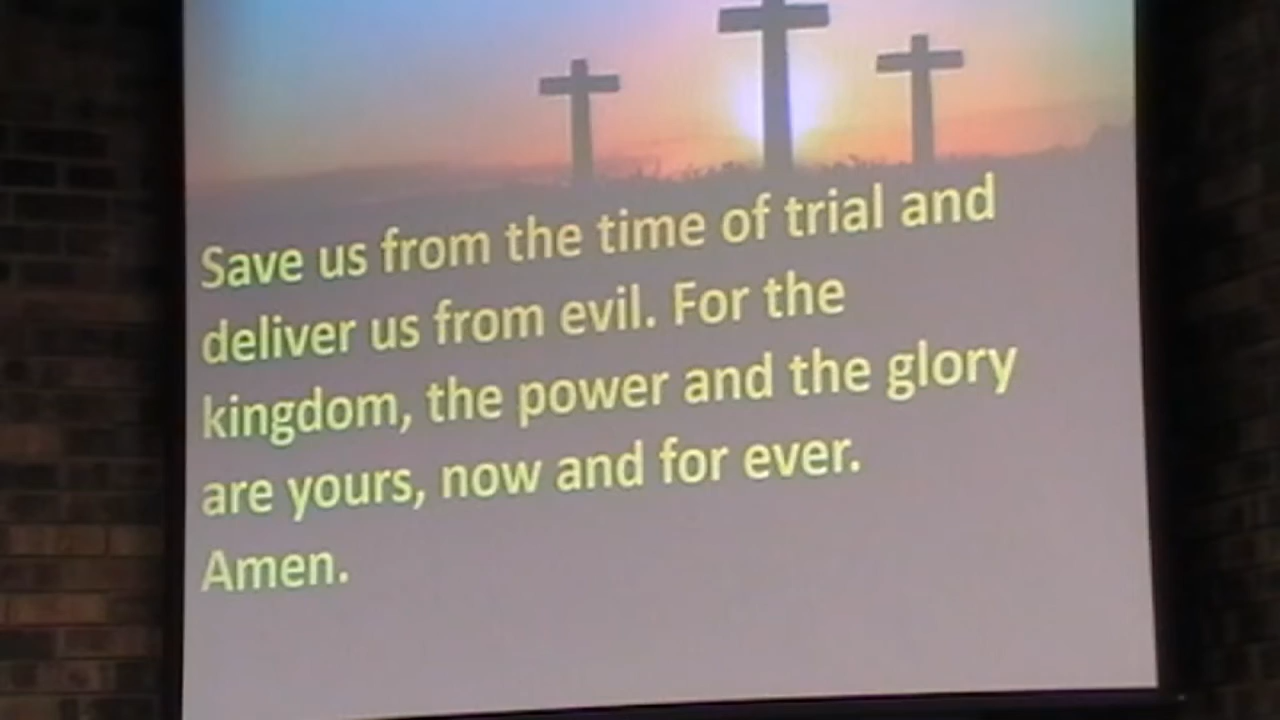 Save us from the time of trial and
deliver us from evil. For the
kingdom, the power and the glory
are yours, now and for ever.
Amen.